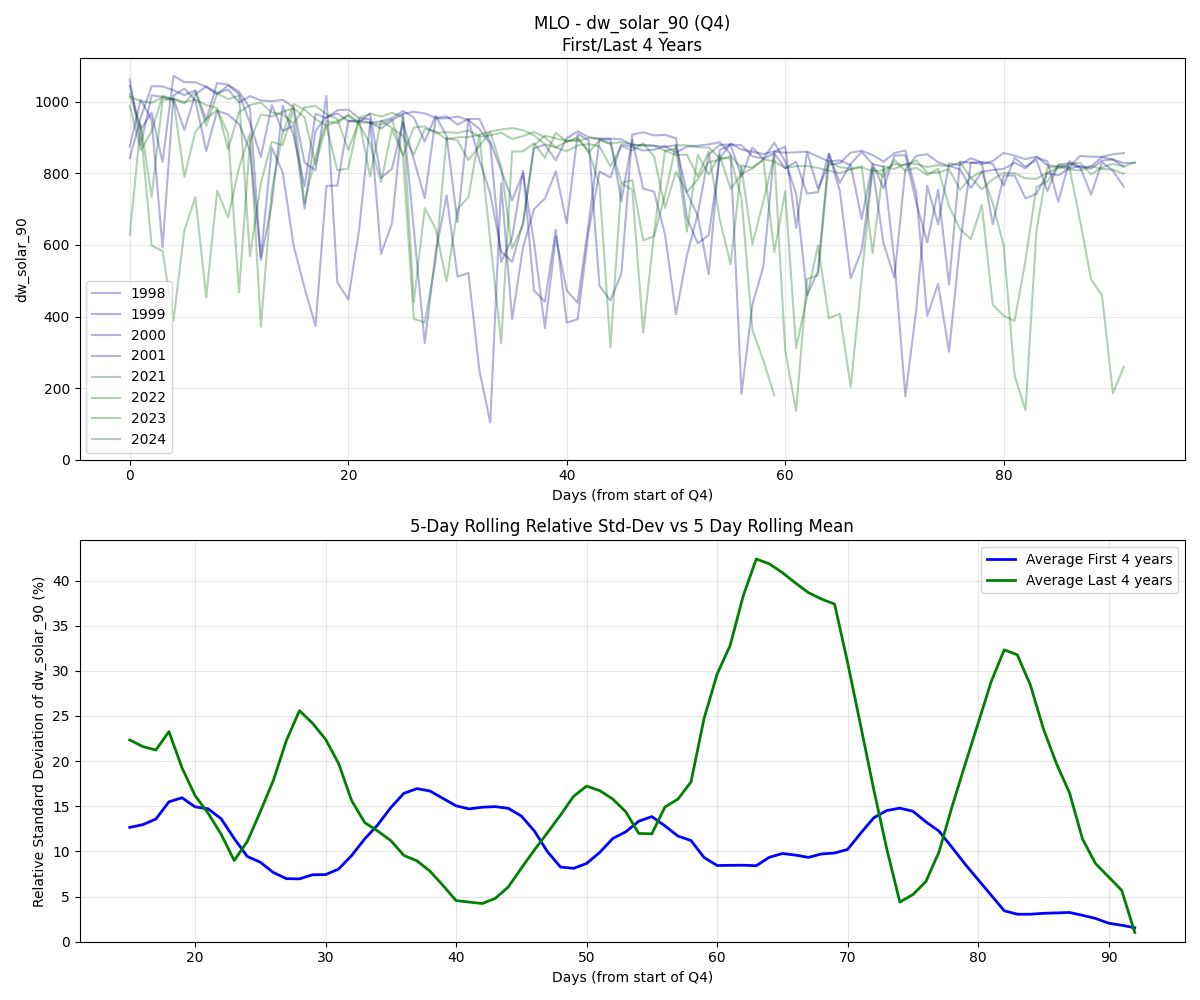 MLO - dw_solar_90 (Q4)
First/Last 4 Years
dw_solar_90
1000
800
600
400
200
0
1998
1999
2000
2001
2021
2022
2023
2024
0 20 40 60 80
Days (from start of Q4)
5-Day Rolling Relative Std-Dev vs 5 Day Rolling Mean
Relative Standard Deviation of dw_solar_90 (%)
40
35
30
25
20
15
10
5
0
Average First 4 years
Average Last 4 years
20 30 40 50 60 70 80 90
Days (from start of Q4)